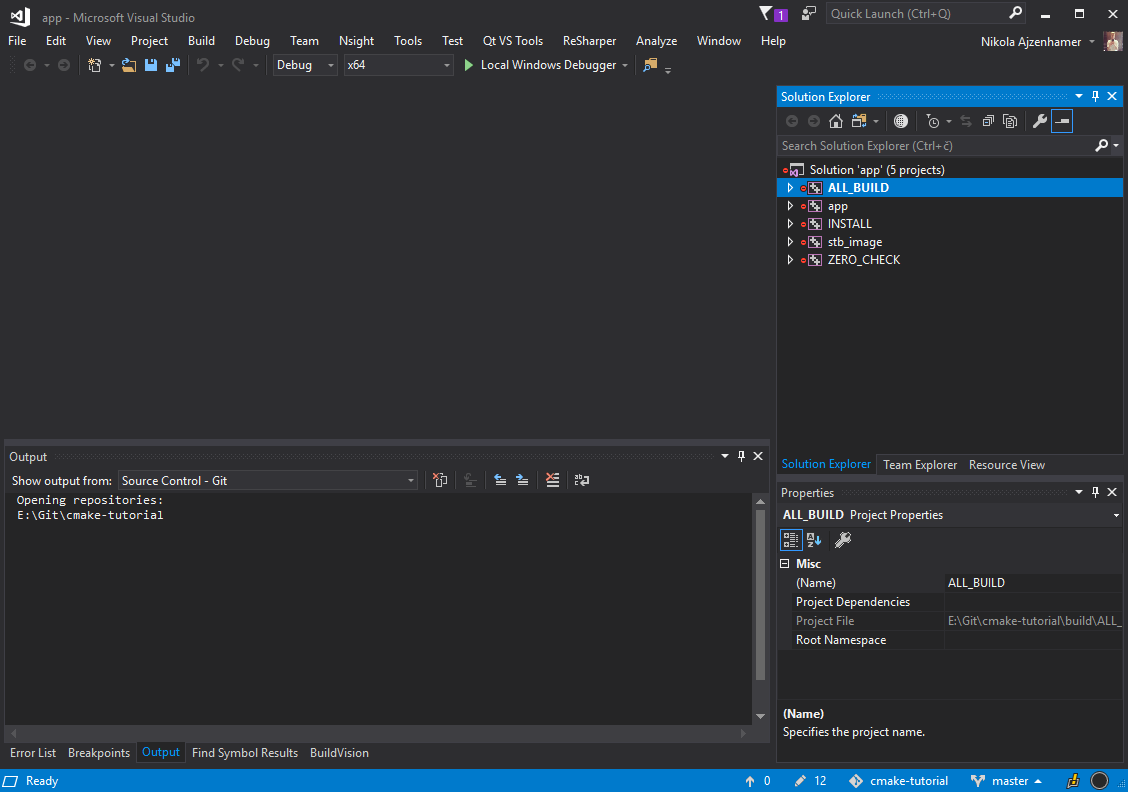 app - Microsoft Visual Studio
1
Quick Launch (Ctrl+Q)
File Edit View Project Build Debug Team Nsight Tools Test Qt VS Tools ReSharper Analyze Window Help
Nikola Ajzenhamer
Debug x64 Local Windows Debugger
Solution Explorer
Search Solution Explorer (Ctrl+č)
Solution 'app' (5 projects)
ALL_BUILD
app
INSTALL
stb_image
ZERO_CHECK
Solution Explorer Team Explorer Resource View
Output
Show output from: Source Control - Git
Opening repositories:
E:\Git\cmake-tutorial
Properties
ALL_BUILD Project Properties
Misc
(Name) ALL_BUILD
Project Dependencies
Project File E:\Git\cmake-tutorial\build\ALL_
Root Namespace
(Name)
Specifies the project name.
Error List Breakpoints Output Find Symbol Results BuildVision
Ready 0 12 cmake-tutorial master